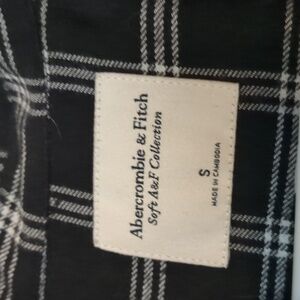 Abercrombie & Fitch
Soft A&F Collection
S
MADE IN CAMBODIA